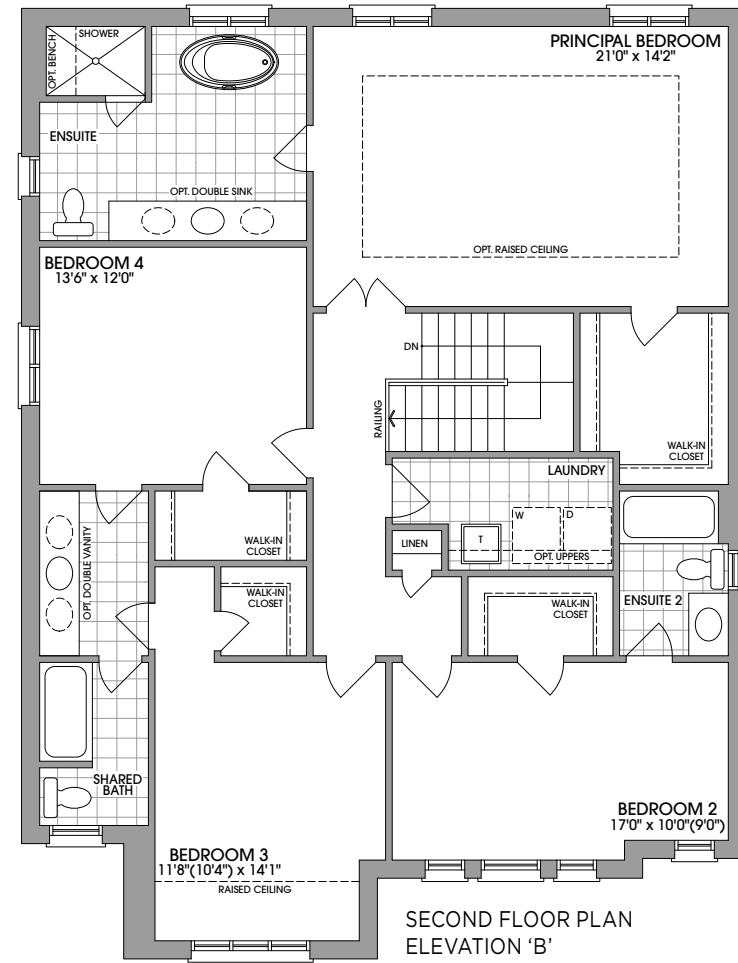 SHOWER
OPT. BENCH
PRINCIPAL BEDROOM
21'0" x 14'2"
ENSUITE
OPT. DOUBLE SINK
OPT. RAISED CEILING
BEDROOM 4
13'6" x 12'0"
DN
RAILING
WALK-IN
CLOSET
LAUNDRY
W
D
T
OPT. UPPERS
LINEN
OPT. DOUBLE VANITY
WALK-IN
CLOSET
WALK-IN
CLOSET
WALK-IN
CLOSET
ENSUITE 2
SHARED
BATH
BEDROOM 2
17'0" x 10'0"(9'0")
BEDROOM 3
11'8"(10'4") x 14'1"
RAISED CEILING
SECOND FLOOR PLAN
ELEVATION ‘B’